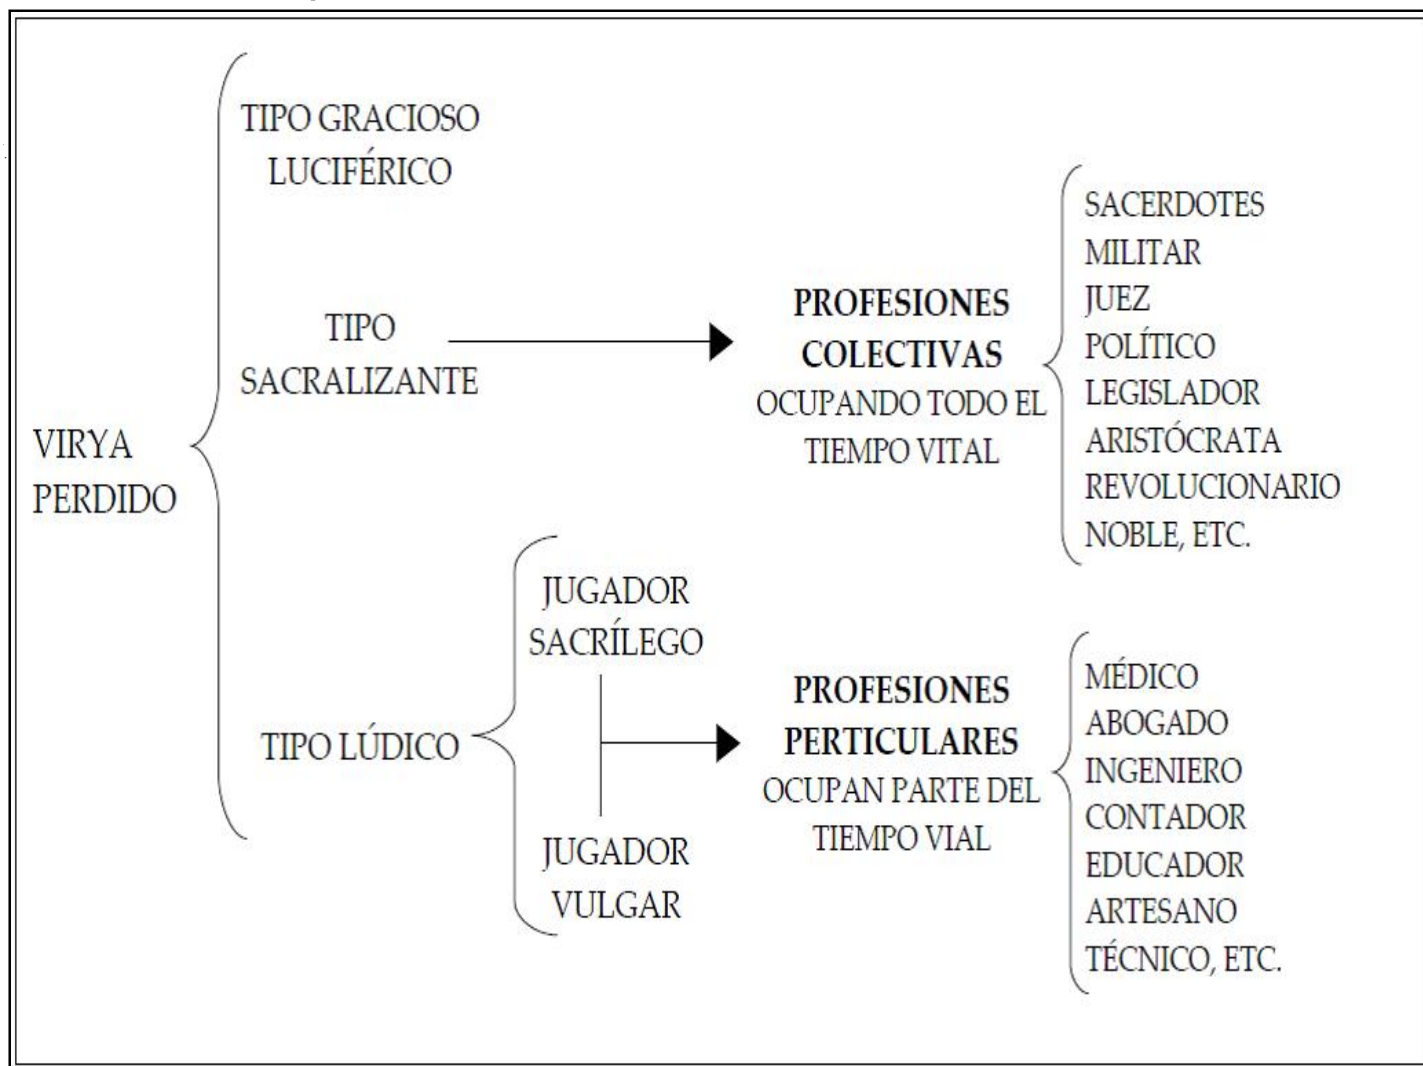 VIRYA
PERDIDO
TIPO GRACIOSO
LUCIFÉRICO
TIPO
SACRALIZANTE
PROFESIONES
COLECTIVAS
OCUPANDO TODO EL
TIEMPO VITAL
SACERDOTES
MILITAR
JUEZ
POLÍTICO
LEGISLADOR
ARISTÓCRATA
REVOLUCIONARIO
NOBLE, ETC.
TIPO LÚDICO
JUGADOR
SACRÍLEGO
JUGADOR
VULGAR
PROFESIONES
PERTICULARES
OCUPAN PARTE DEL
TIEMPO VIAL
MÉDICO
ABOGADO
INGENIERO
CONTADOR
EDUCADOR
ARTESANO
TÉCNICO, ETC.